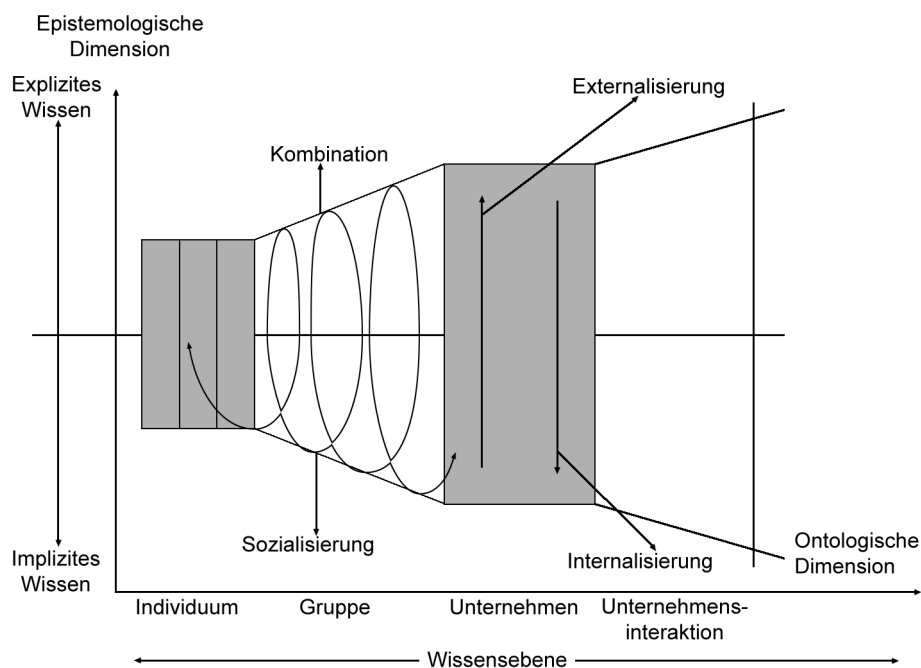 Epistemologische
Dimension
Explizites
Wissen
Externalisierung
Kombination
Sozialisierung
Internalisierung
Implizites
Wissen
Ontologische
Dimension
Individuum
Gruppe
Unternehmen
Unternehmens-
interaktion
Wissensebene